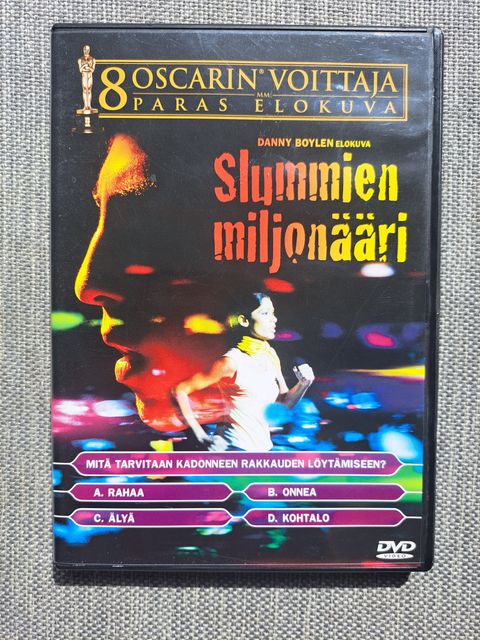 8 OSCARIN® VOITTAJA
MM.
PARAS ELOKUVA
DANNY BOYLEN ELOKUVA
Slummien
miljonääri
MITÄ TARVITAAN KADONNEEN RAKKAUDEN LÖYTÄMISEEN?
A. RAHAA
B. ONNEA
C. ÄLYÄ
D. KOHTALO
DVD
VIDEO